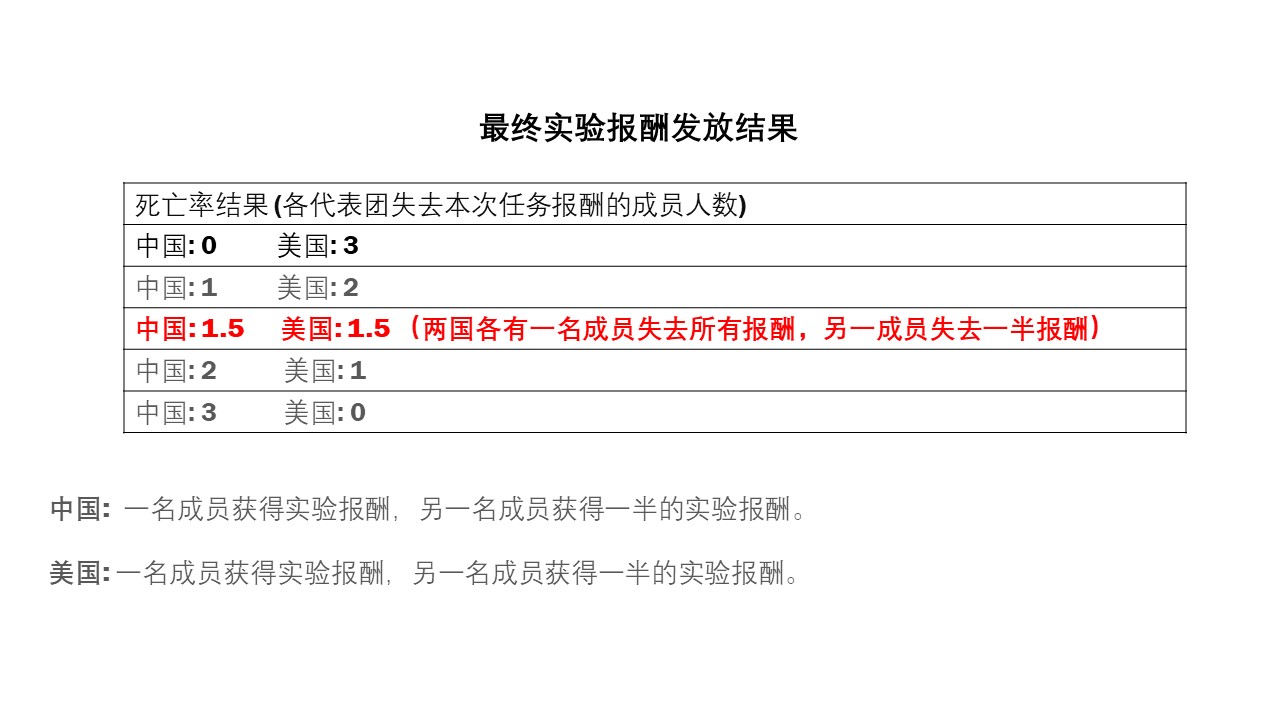 最终实验报酬发放结果
死亡率结果 (各代表团失去本次任务报酬的成员人数)
中国: 0 美国: 3
中国: 1 美国: 2
中国: 1.5 美国: 1.5（两国各有一名成员失去所有报酬，另一成员失去一半报酬）
中国: 2 美国: 1
中国: 3 美国: 0
中国: 一名成员获得实验报酬，另一名成员获得一半的实验报酬。
美国: 一名成员获得实验报酬，另一名成员获得一半的实验报酬。